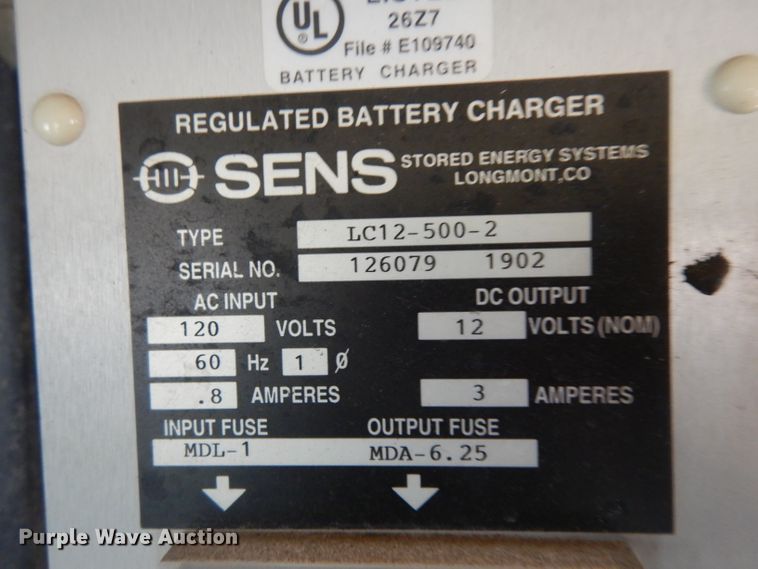 UL
26Z7
File # E109740
BATTERY CHARGER
REGULATED BATTERY CHARGER
SENS STORED ENERGY SYSTEMS
LONGMONT,CO
TYPE LC12-500-2
SERIAL NO. 126079 1902
AC INPUT DC OUTPUT
120 VOLTS 12 VOLTS (NOM)
60 Hz 1 Ø
.8 AMPERES 3 AMPERES
INPUT FUSE OUTPUT FUSE
MDL-1 MDA-6.25
Purple Wave Auction